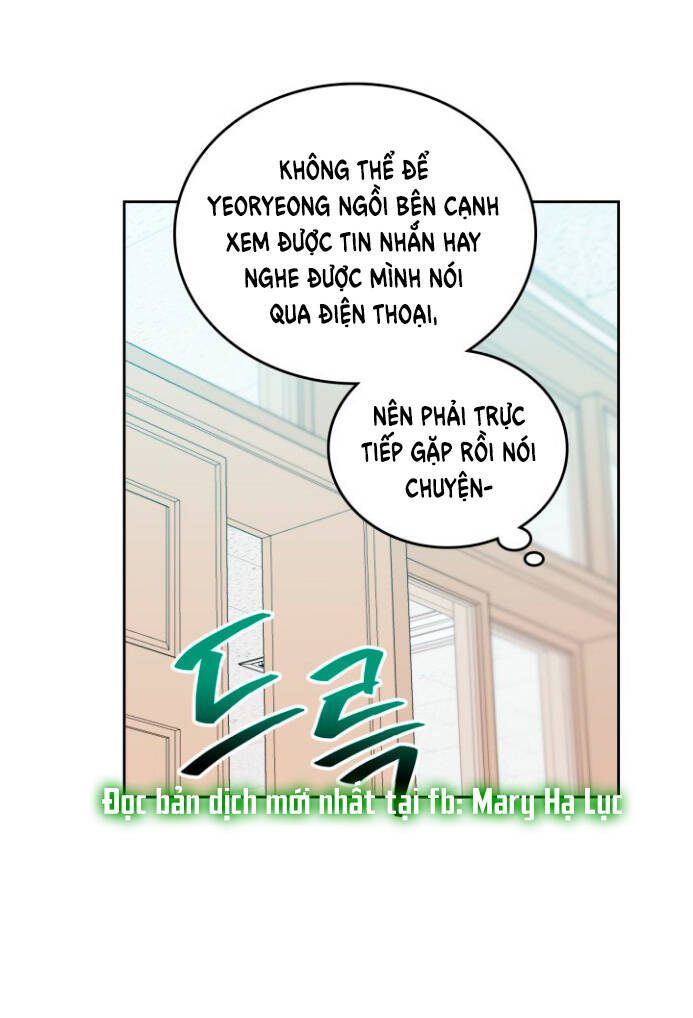 KHÔNG THỂ ĐỂ
YEORYEONG NGỒI BÊN CẠNH
XEM ĐƯỢC TIN NHẮN HAY
NGHE ĐƯỢC MÌNH NÓI
QUA ĐIỆN THOẠI,
NÊN PHẢI TRỰC
TIẾP GẶP RỒI NÓI
CHUYỆN-
드륵
Đọc bản dịch mới nhất tại fb: Mary Hạ Lục